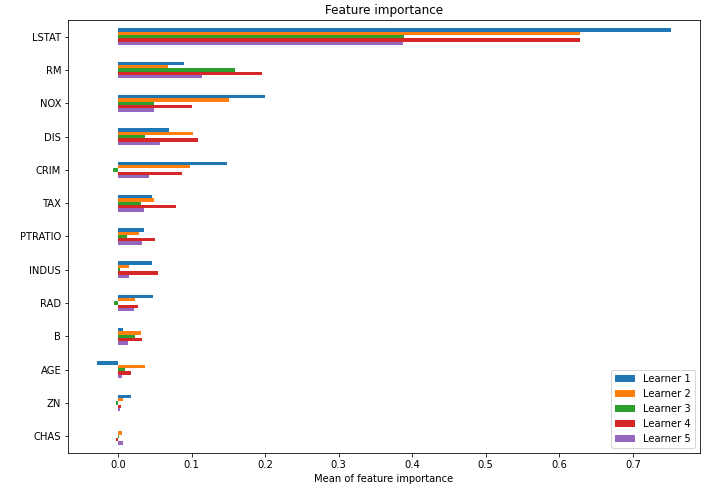 Feature importance
LSTAT
RM
NOX
DIS
CRIM
TAX
PTRATIO
INDUS
RAD
B
AGE
ZN
CHAS
Learner 1
Learner 2
Learner 3
Learner 4
Learner 5
0.0 0.1 0.2 0.3 0.4 0.5 0.6 0.7
Mean of feature importance